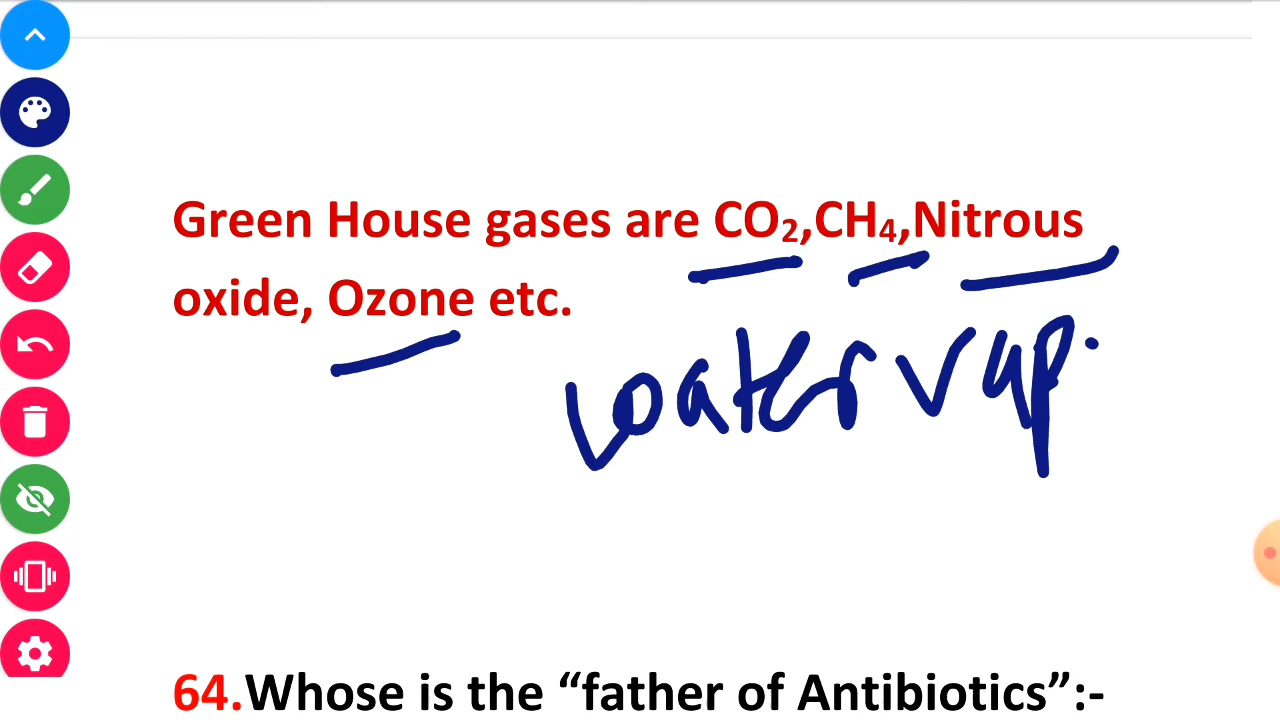 Green House gases are CO₂,CH₄,Nitrous
oxide, Ozone etc.
water vap.
64.Whose is the “father of Antibiotics”:-